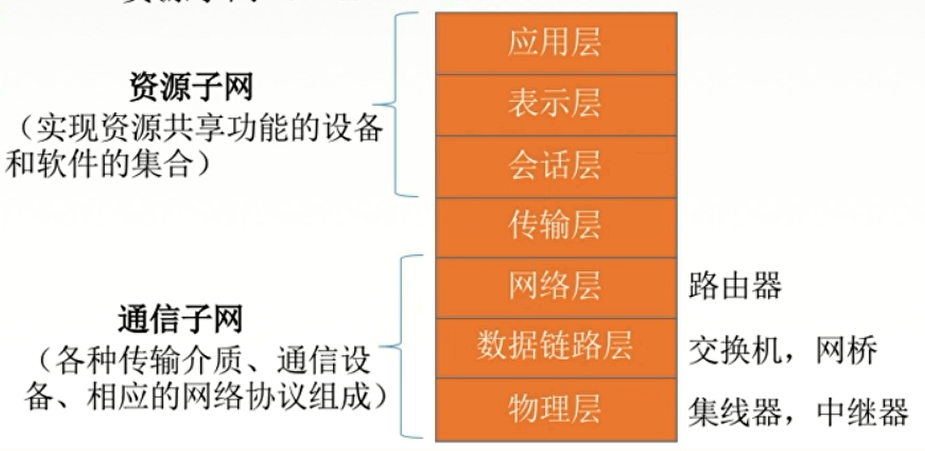 应用层
资源子网
表示层
（实现资源共享功能的设备
和软件的集合）
会话层
传输层
网络层
路由器
通信子网
数据链路层
交换机，网桥
（各种传输介质、通信设
备、相应的网络协议组成）
物理层
集线器，中继器